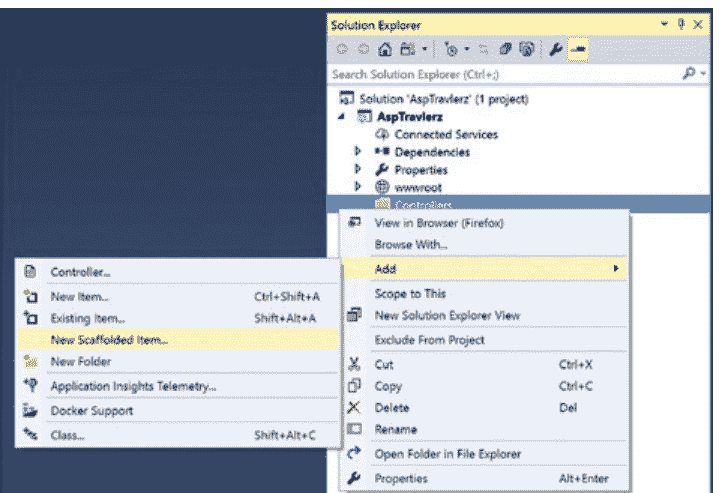 Solution Explorer
Search Solution Explorer (Ctrl+;)
Solution 'AspTravlerz' (1 project)
AspTravlerz
Connected Services
Dependencies
Properties
wwwroot
Controllers
View in Browser (Firefox)
Browse With...
Add
Scope to This
New Solution Explorer View
Exclude From Project
Cut Ctrl+X
Copy Ctrl+C
Delete Del
Rename
Open Folder in File Explorer
Properties Alt+Enter
Controller...
New Item... Ctrl+Shift+A
Existing Item... Shift+Alt+A
New Scaffolded Item...
New Folder
Application Insights Telemetry...
Docker Support
Class... Shift+Alt+C